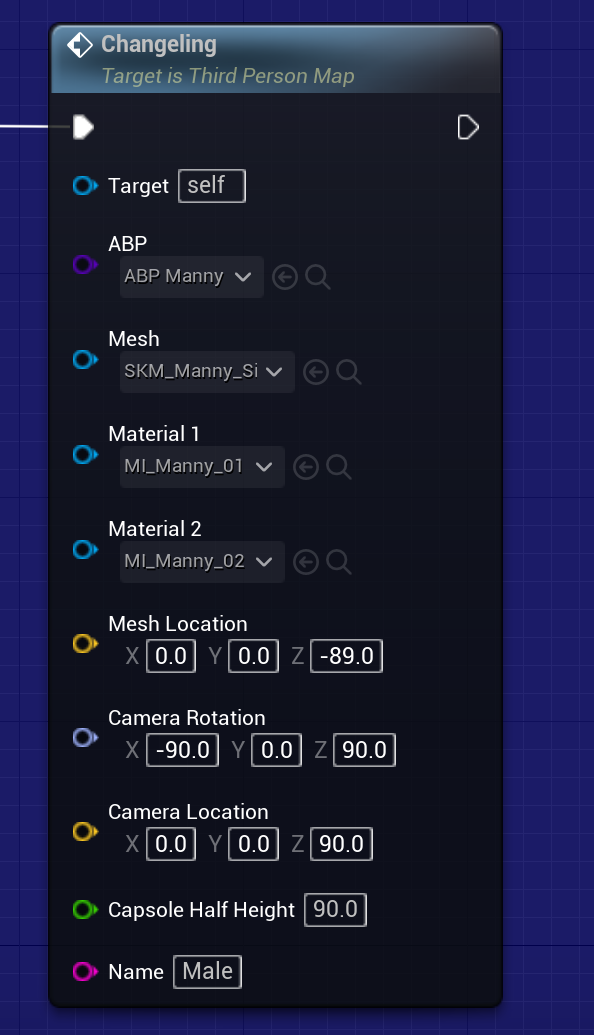 Changeling
Target is Third Person Map
Target self
ABP
ABP Manny
Mesh
SKM_Manny_Si
Material 1
MI_Manny_01
Material 2
MI_Manny_02
Mesh Location
X 0.0 Y 0.0 Z -89.0
Camera Rotation
X -90.0 Y 0.0 Z 90.0
Camera Location
X 0.0 Y 0.0 Z 90.0
Capsole Half Height 90.0
Name Male